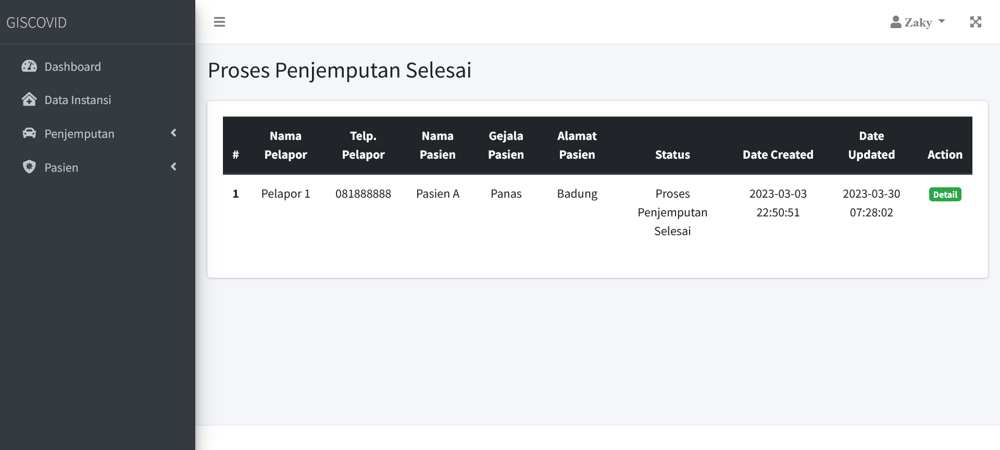 GISCOVID
Zaky
Dashboard
Data Instansi
Penjemputan
Pasien
Proses Penjemputan Selesai
# Nama Pelapor Telp. Pelapor Nama Pasien Gejala Pasien Alamat Pasien Status Date Created Date Updated Action
1 Pelapor 1 081888888 Pasien A Panas Badung Proses Penjemputan Selesai 2023-03-03 22:50:51 2023-03-30 07:28:02 Detail